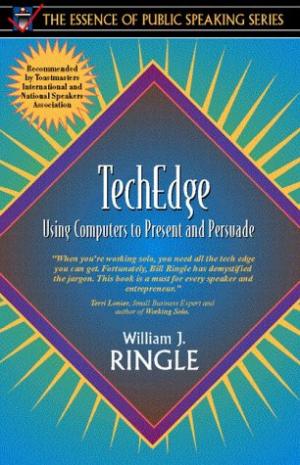 THE ESSENCE OF PUBLIC SPEAKING SERIES
Recommended
by Toastmasters
International and
National Speakers
Association
TechEdge
Using Computers to Present and Persuade
"When you're working solo, you need all the tech edge
you can get. Fortunately, Bill Ringle has demystified
the jargon. This book is a must for every speaker and
entrepreneur."
Terri Lonier, Small Business Expert and
author of Working Solo.
William J.
RINGLE